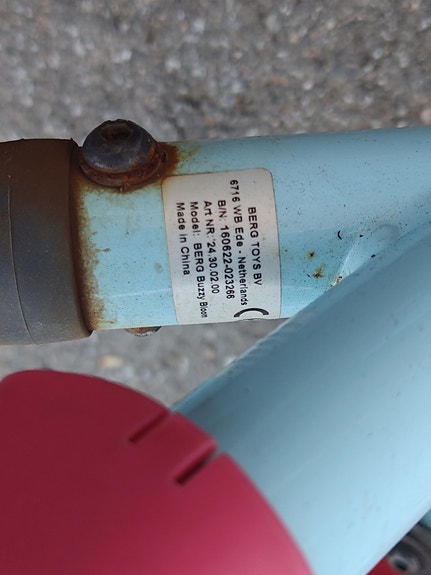 BERG TOYS BV
6716 WB Ede - Netherlands
B/N: 160622-023266
Art NR: 24.30.02.00
Model: BERG Buzzy Bloom
Made in China